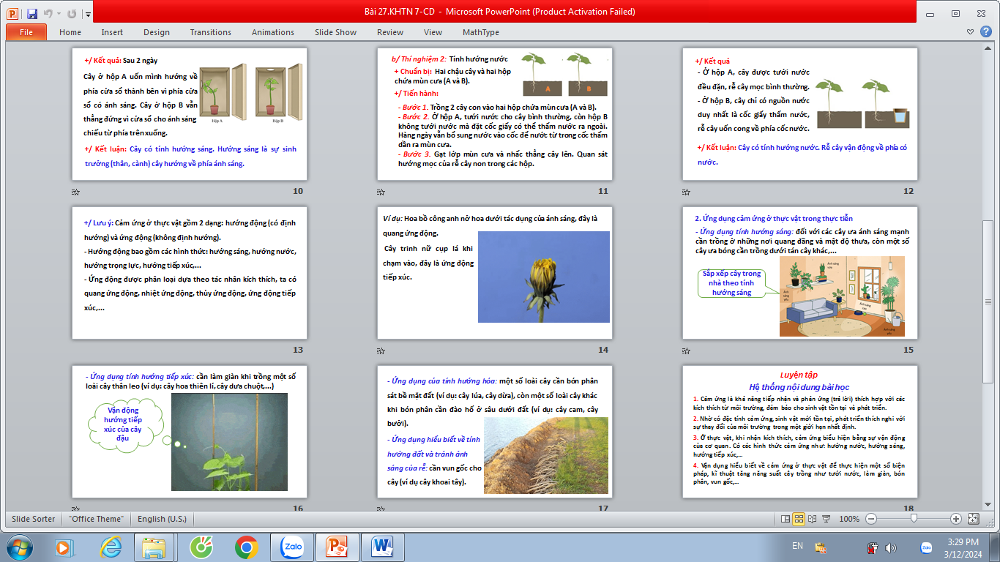 Bài 27.KHTN 7-CD - Microsoft PowerPoint (Product Activation Failed)
File Home Insert Design Transitions Animations Slide Show Review View MathType
+/ Kết quả: Sau 2 ngày
Cây ở hộp A uốn mình hướng về
phía cửa sổ thành bên vì phía cửa
sổ có ánh sáng. Cây ở hộp B vẫn
thẳng đứng vì cửa sổ cho ánh sáng
chiếu từ phía trên xuống.
Hộp A
Hộp B
+/ Kết luận: Cây có tính hướng sáng. Hướng sáng là sự sinh
trưởng (thân, cành) cây hướng về phía ánh sáng.
10
b/ Thí nghiệm 2: Tính hướng nước
+ Chuẩn bị: Hai chậu cây và hai hộp
chứa mùn cưa (A và B).
A
B
+/ Tiến hành:
- Bước 1. Trồng 2 cây con vào hai hộp chứa mùn cưa (A và B).
- Bước 2. Ở hộp A, tưới nước cho cây bình thường, còn hộp B
không tưới nước mà đặt cốc giấy có thể thấm nước ra ngoài.
Hàng ngày vẫn bổ sung nước vào cốc để nước từ trong cốc thấm
dần ra mùn cưa.
- Bước 3. Gạt lớp mùn cưa và nhấc thẳng cây lên. Quan sát
hướng mọc của rễ cây non trong các hộp.
11
+/ Kết quả
- Ở hộp A, cây được tưới nước
đều đặn, rễ cây mọc bình thường.
- Ở hộp B, cây chỉ có nguồn nước
duy nhất là cốc giấy thấm nước,
rễ cây uốn cong về phía cốc nước.
+/ Kết luận: Cây có tính hướng nước. Rễ cây vận động về phía có
nước.
12
+/ Lưu ý: Cảm ứng ở thực vật gồm 2 dạng: hướng động (có định
hướng) và ứng động (không định hướng).
- Hướng động bao gồm các hình thức: hướng sáng, hướng nước,
hướng trọng lực, hướng tiếp xúc,...
- Ứng động được phân loại dựa theo tác nhân kích thích, ta có
quang ứng động, nhiệt ứng động, thủy ứng động, ứng động tiếp
xúc,...
13
Ví dụ: Hoa bồ công anh nở hoa dưới tác dụng của ánh sáng, đây là
quang ứng động.
Cây trinh nữ cụp lá khi
chạm vào, đây là ứng động
tiếp xúc.
14
2. Ứng dụng cảm ứng ở thực vật trong thực tiễn
- Ứng dụng tính hướng sáng: đối với các cây ưa ánh sáng mạnh
cần trồng ở những nơi quang đãng và mật độ thưa, còn một số
cây ưa bóng cần trồng dưới tán cây khác,...
Sắp xếp cây trong
nhà theo tính
hướng sáng
15
- Ứng dụng tính hướng tiếp xúc: cần làm giàn khi trồng một số
loài cây thân leo (ví dụ: cây hoa thiên lí, cây dưa chuột,...)
Vận động
hướng tiếp
xúc của cây
đậu
16
- Ứng dụng của tính hướng hóa: một số loài cây cần bón phân
sát bề mặt đất (ví dụ: cây lúa, cây dừa), còn một số loài cây khác
khi bón phân cần đào hố ở sâu dưới đất (ví dụ: cây cam, cây
bưởi).
- Ứng dụng hiểu biết về tính
hướng đất và tránh ánh
sáng của rễ: cần vun gốc cho
cây (ví dụ cây khoai tây).
17
Luyện tập
Hệ thống nội dung bài học
1. Cảm ứng là khả năng tiếp nhận và phản ứng (trả lời) thích hợp với các
kích thích từ môi trường, đảm bảo cho sinh vật tồn tại và phát triển.
2. Nhờ có đặc tính cảm ứng, sinh vật mới tồn tại, phát triển thích nghi với
sự thay đổi của môi trường trong một giới hạn nhất định.
3. Ở thực vật, khi nhận kích thích, cảm ứng biểu hiện bằng sự vận động
của cơ quan. Có các hình thức cảm ứng như: hướng nước, hướng sáng,
hướng tiếp xúc,...
4. Vận dụng hiểu biết về cảm ứng ở thực vật để thực hiện một số biện
pháp, kĩ thuật tăng năng suất cây trồng như tưới nước, làm giàn, bón
phân, vun gốc,...
18
Slide Sorter "Office Theme" English (U.S.) 100%
Zalo
EN
Zalo
3:29 PM
3/12/2024